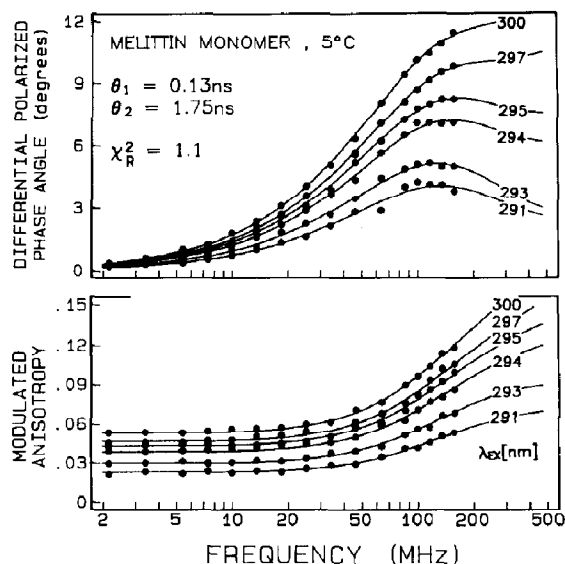 DIFFERENTIAL POLARIZED
PHASE ANGLE (degrees)
12
9
6
3
0
MELITTIN MONOMER , 5°C
θ1 = 0.13ns
θ2 = 1.75ns
χ²R = 1.1
300
297
295
294
293
291
MODULATED
ANISOTROPY
.15
.12
.09
.06
.03
0
300
297
295
294
293
291
λEX[nm]
2 5 10 20 50 100 200 500
FREQUENCY (MHz)